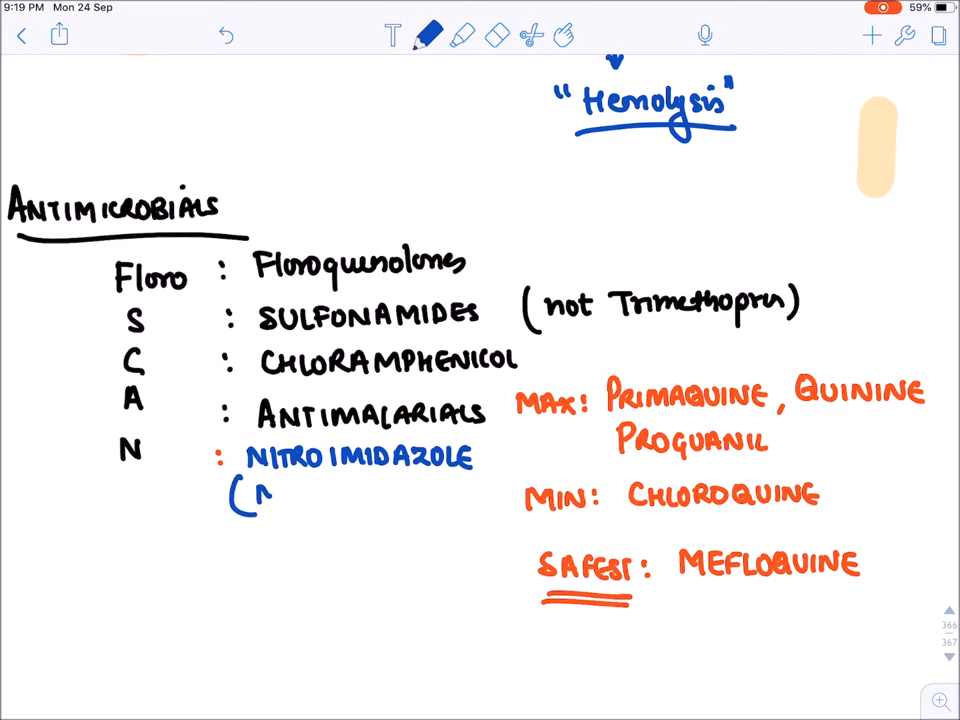 9:19 PM Mon 24 Sep 59%
T
"Hemolysis"
ANTIMICROBIALS
Floro : Floroquinolones
S : SULFONAMIDES (not Trimethoprin)
C : CHLORAMPHENICOL
A : ANTIMALARIALS MAX: PRIMAQUINE, QUININE
PROGUANIL
N : NITROIMIDAZOLE
(N MIN: CHLOROQUINE
SAFEST: MEFLOQUINE
366
367